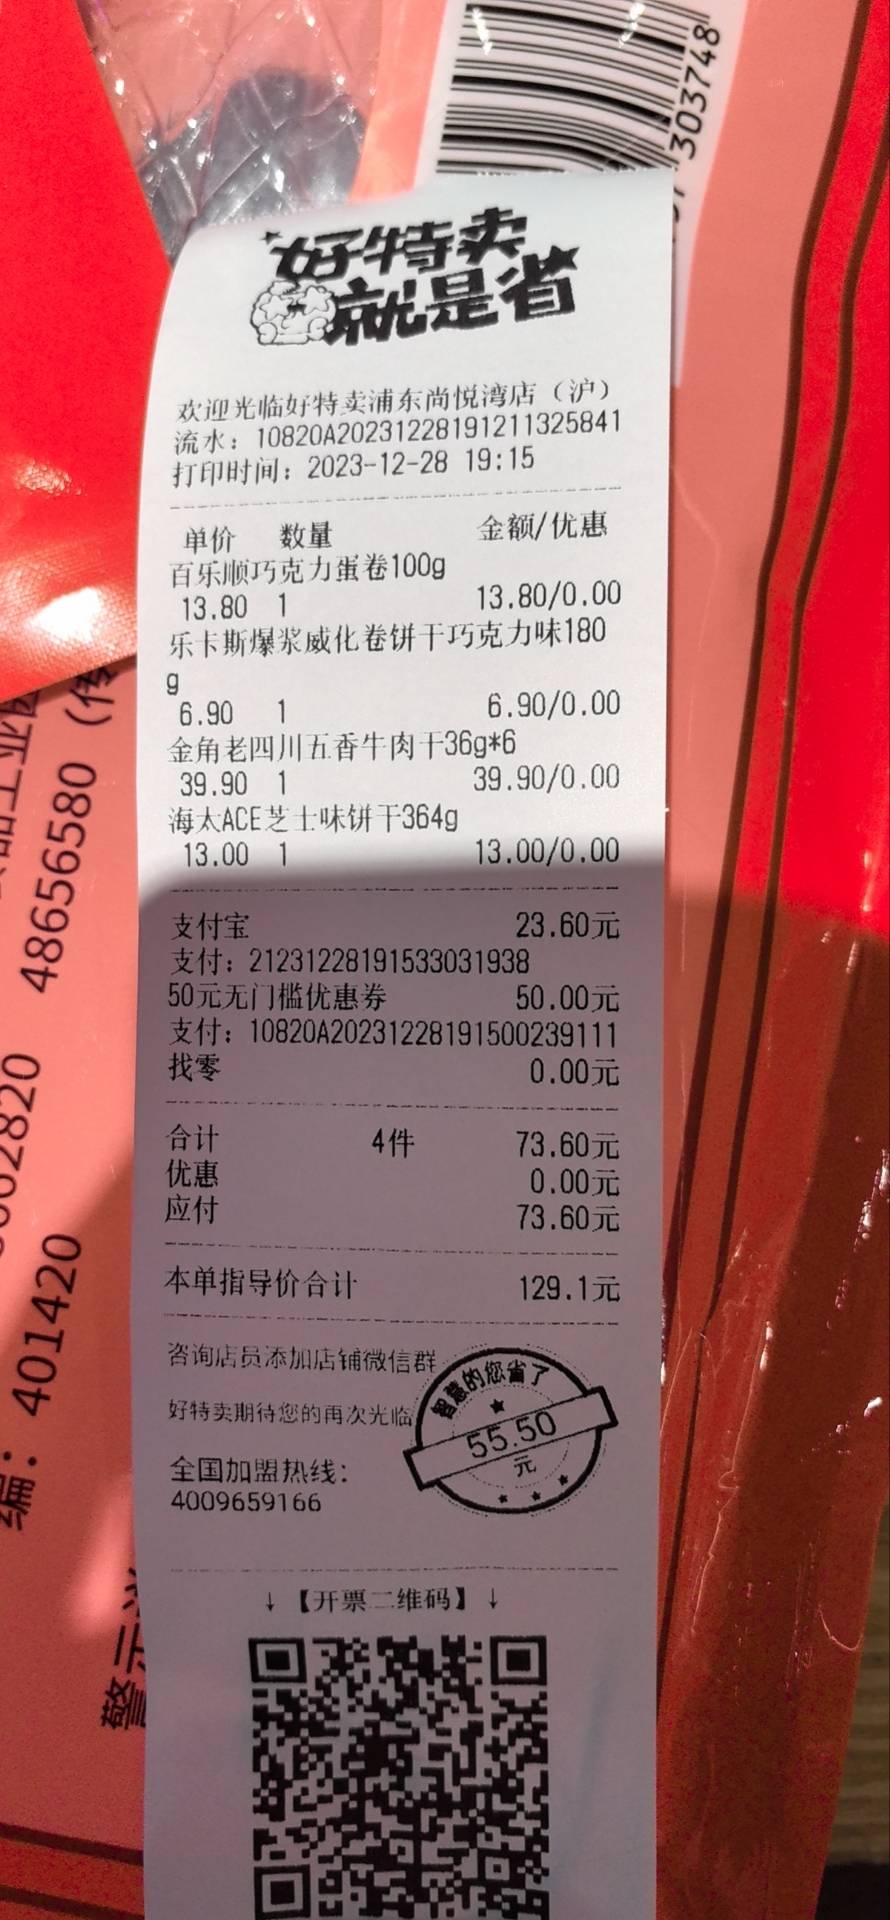 303748
好特卖
就是省
欢迎光临好特卖浦东尚悦湾店（沪）
流水：10820A20231228191211325841
打印时间：2023-12-28 19:15
单价 数量 金额/优惠
百乐顺巧克力蛋卷100g
13.80 1 13.80/0.00
乐卡斯爆浆威化卷饼干巧克力味180
g
6.90 1 6.90/0.00
金角老四川五香牛肉干36g*6
39.90 1 39.90/0.00
海太ACE芝士味饼干364g
13.00 1 13.00/0.00
支付宝 23.60元
支付：212312281915330​31938
50元无门槛优惠券 50.00元
支付：10820A20231228191500239111
找零 0.00元
合计 4件 73.60元
优惠 0.00元
应付 73.60元
本单指导价合计 129.1元
咨询店员添加店铺微信群
好特卖期待您的再次光临
智慧的您省了
55.50
元
全国加盟热线：
4009659166
↓【开票二维码】↓
48656580（传
02820
编：401420